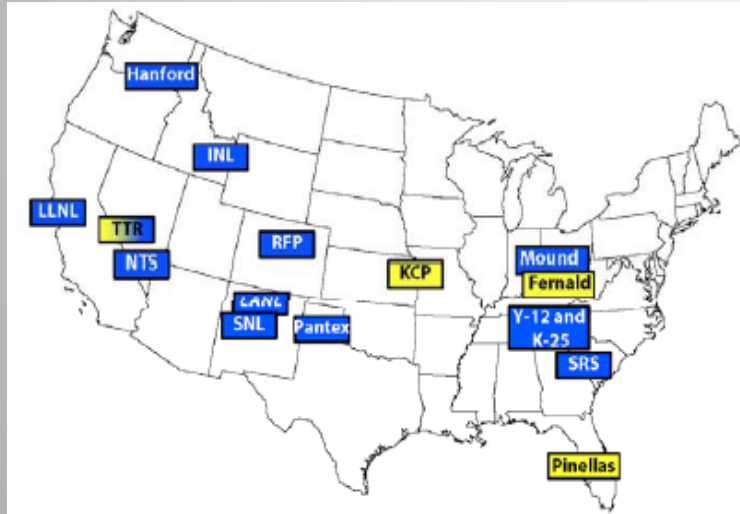 Hanford
INL
LLNL
TTR
NTS
RFP
KCP
Mound
Fernald
LANL
SNL
Pantex
Y-12 and
K-25
SRS
Pinellas